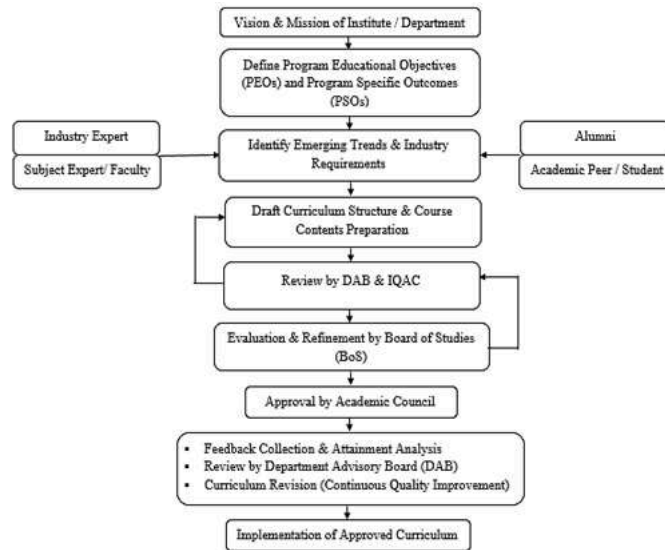 Vision & Mission of Institute / Department
Define Program Educational Objectives
(PEOs) and Program Specific Outcomes
(PSOs)
Industry Expert
Subject Expert/ Faculty
Identify Emerging Trends & Industry
Requirements
Alumni
Academic Peer / Student
Draft Curriculum Structure & Course
Contents Preparation
Review by DAB & IQAC
Evaluation & Refinement by Board of Studies
(BoS)
Approval by Academic Council
▪ Feedback Collection & Attainment Analysis
▪ Review by Department Advisory Board (DAB)
▪ Curriculum Revision (Continuous Quality Improvement)
Implementation of Approved Curriculum